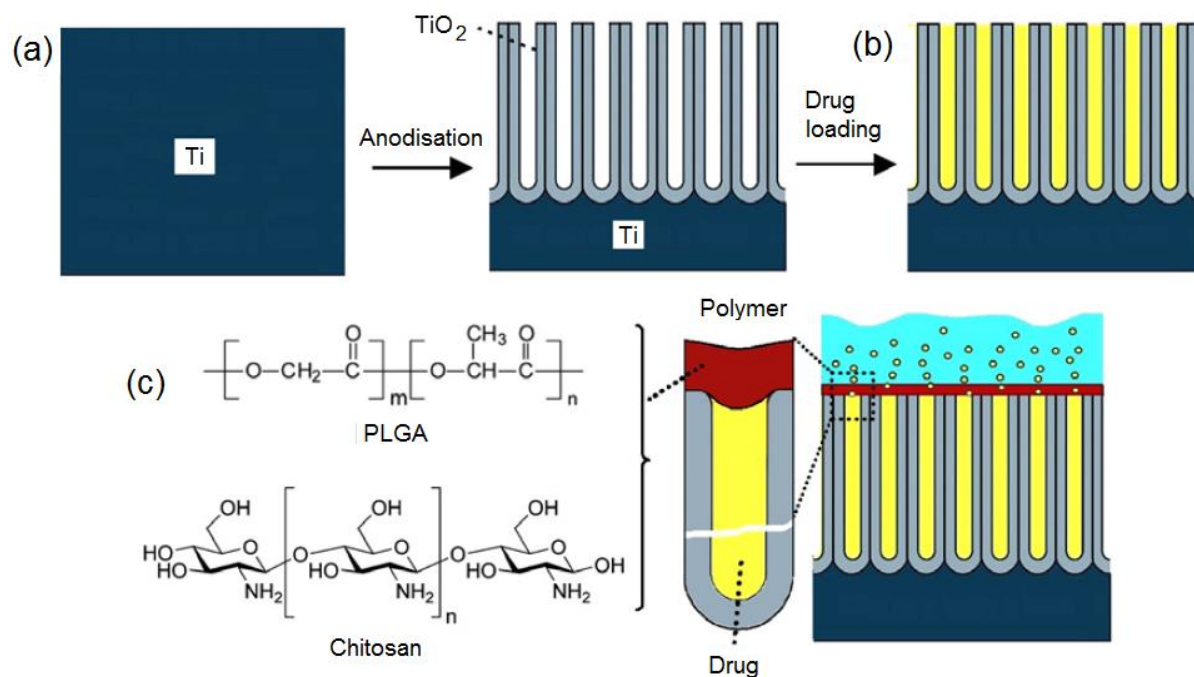 (a)
Ti
Anodisation
TiO2
Ti
Drug
loading
(b)
(c)
O CH2 C O
m
O CH CH3 C O
n
PLGA
OH
HO
HO
O
NH2
O
OH
O
HO
NH2
n
O
OH
O
HO
NH2
OH
Chitosan
Polymer
Drug